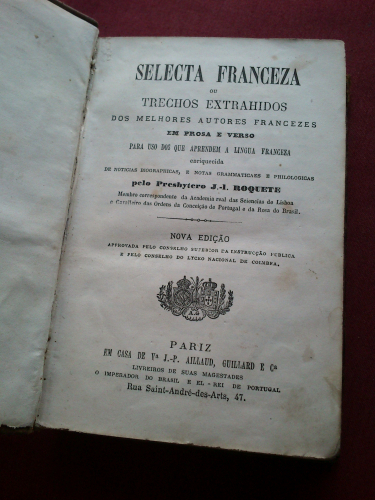 SELECTA FRANCEZA
OU
TRECHOS EXTRAHIDOS
DOS MELHORES AUTORES FRANCEZES
EM PROSA E VERSO
PARA USO DOS QUE APRENDEM A LINGUA FRANCEZA
enriquecida
DE NOTICIAS BIOGRAPHICAS, E NOTAS GRAMMATICAES E PHILOLOGICAS
pelo Presbytero J.-I. ROQUETE
Membro correspondente da Academia real das Sciencias de Lisboa
e Cavalleiro das Ordens da Conceição de Portugal e da Rosa do Brasil.
NOVA EDIÇÃO
APPROVADA PELO CONSELHO SUPERIOR DA INSTRUCÇÃO PUBLICA
E PELO CONSELHO DO LYCEO NACIONAL DE COIMBRA.
PARIZ
EM CASA DE Vª J.-P. AILLAUD, GUILLARD E Cª
LIVREIROS DE SUAS MAGESTADES
O IMPERADOR DO BRASIL E EL-REI DE PORTUGAL
Rua Saint-André-des-Arts, 47.